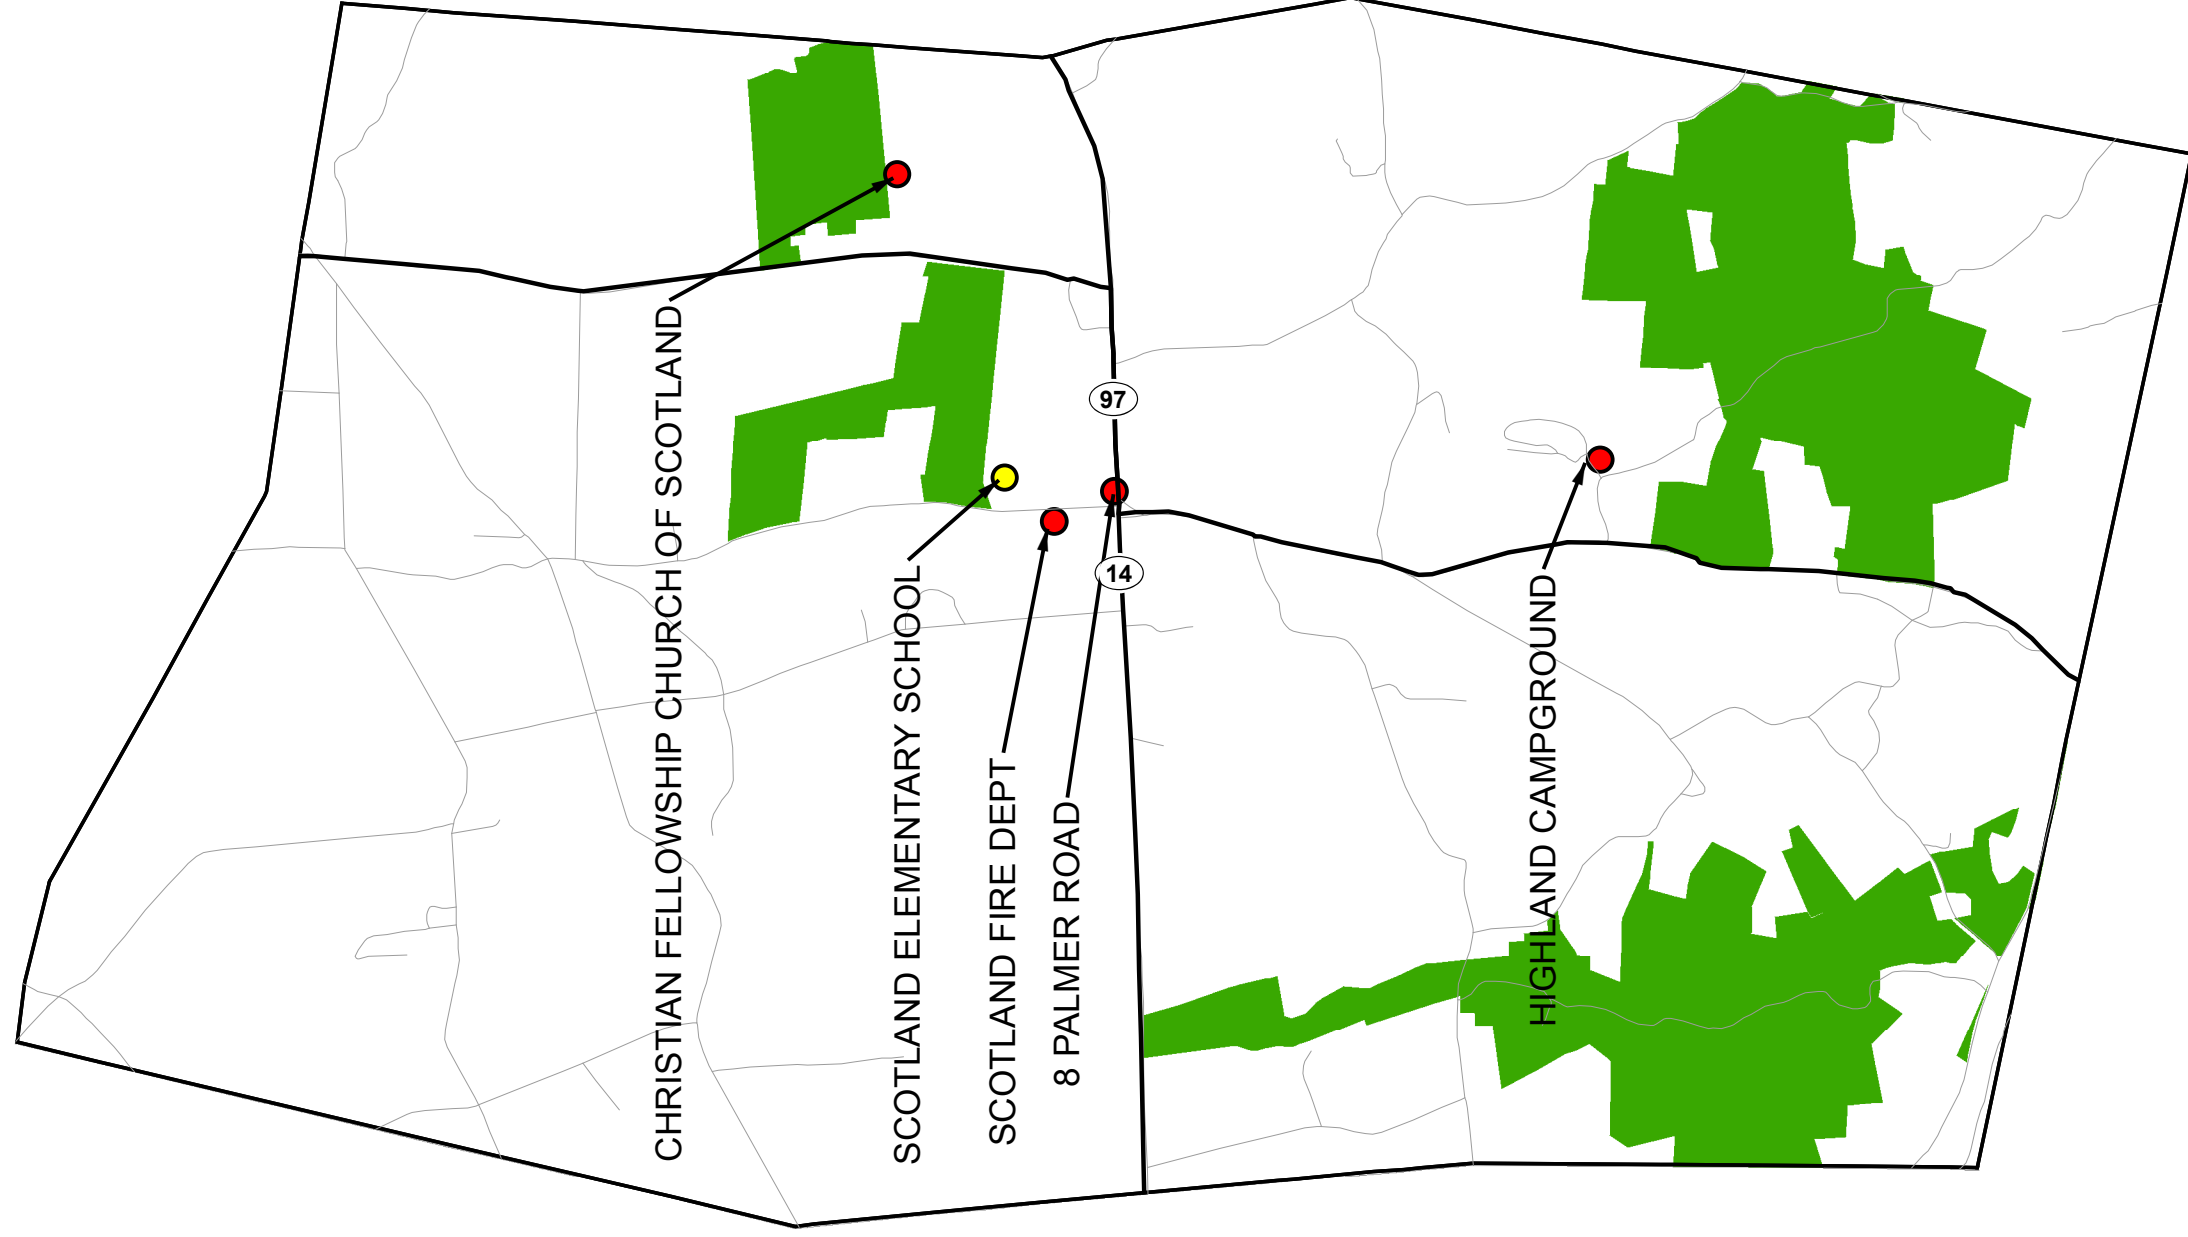 CHRISTIAN FELLOWSHIP CHURCH OF SCOTLAND
SCOTLAND ELEMENTARY SCHOOL
SCOTLAND FIRE DEPT
8 PALMER ROAD
97
14
HIGHLAND CAMPGROUND